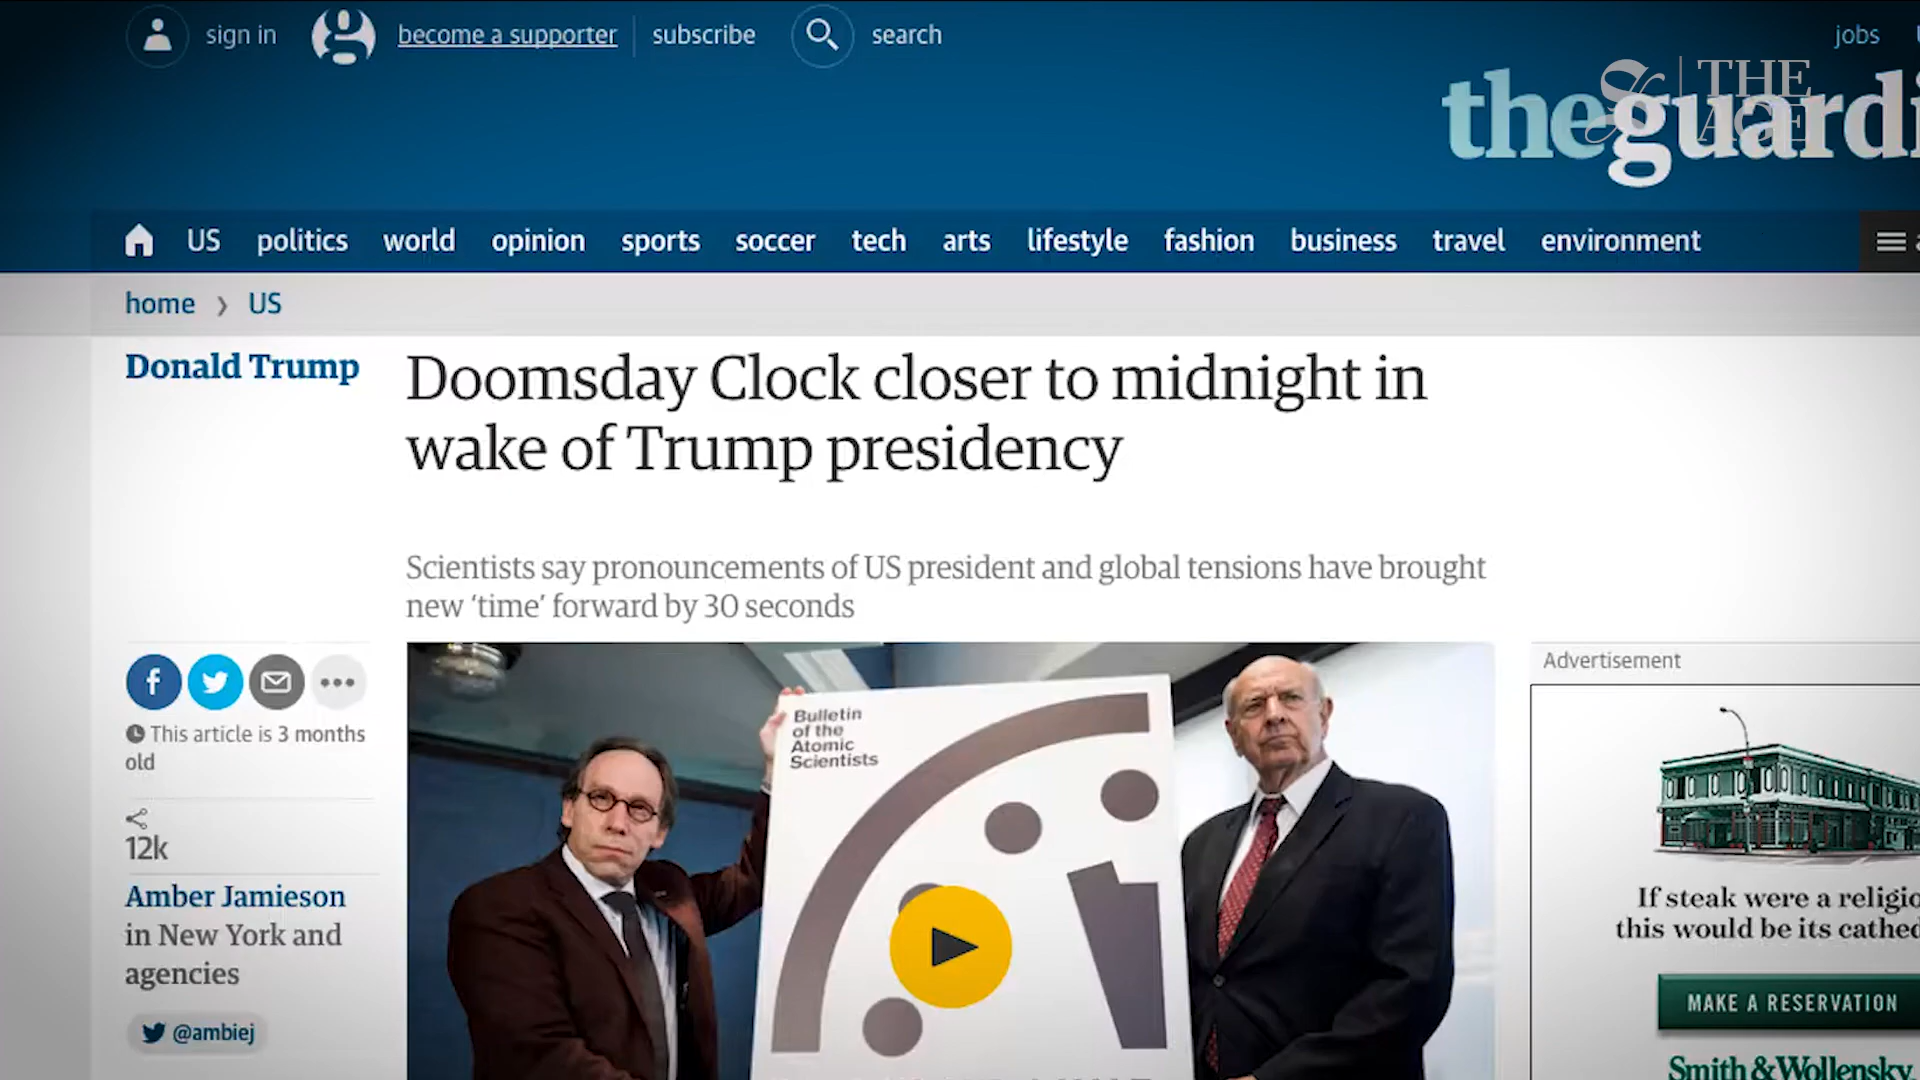 sign in
become a supporter
subscribe
search
jobs
THE
AGE
theguardi
US
politics
world
opinion
sports
soccer
tech
arts
lifestyle
fashion
business
travel
environment
home
US
Donald Trump
Doomsday Clock closer to midnight in
wake of Trump presidency
Scientists say pronouncements of US president and global tensions have brought
new ‘time’ forward by 30 seconds
This article is 3 months
old
12k
Amber Jamieson
in New York and
agencies
@ambiej
Bulletin
of the
Atomic
Scientists
Advertisement
If steak were a religio
this would be its cathed
MAKE A RESERVATION
Smith & Wollensky